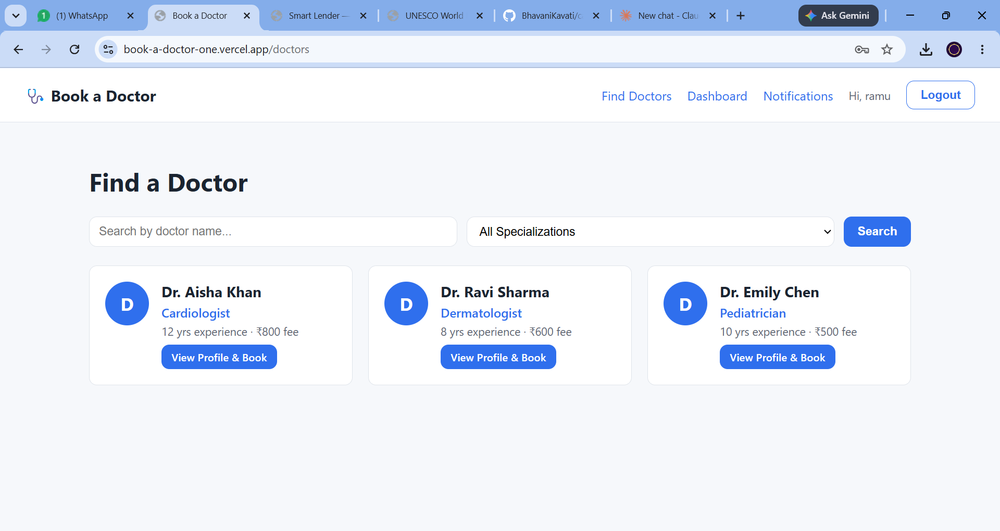 1 (1) WhatsApp
Book a Doctor
Smart Lender —
UNESCO World
BhavaniKavati/c
New chat - Clau
Ask Gemini
book-a-doctor-one.vercel.app/doctors
Book a Doctor
Find Doctors
Dashboard
Notifications
Hi, ramu
Logout
Find a Doctor
Search by doctor name...
All Specializations
Search
D
Dr. Aisha Khan
Cardiologist
12 yrs experience · ₹800 fee
View Profile & Book
D
Dr. Ravi Sharma
Dermatologist
8 yrs experience · ₹600 fee
View Profile & Book
D
Dr. Emily Chen
Pediatrician
10 yrs experience · ₹500 fee
View Profile & Book